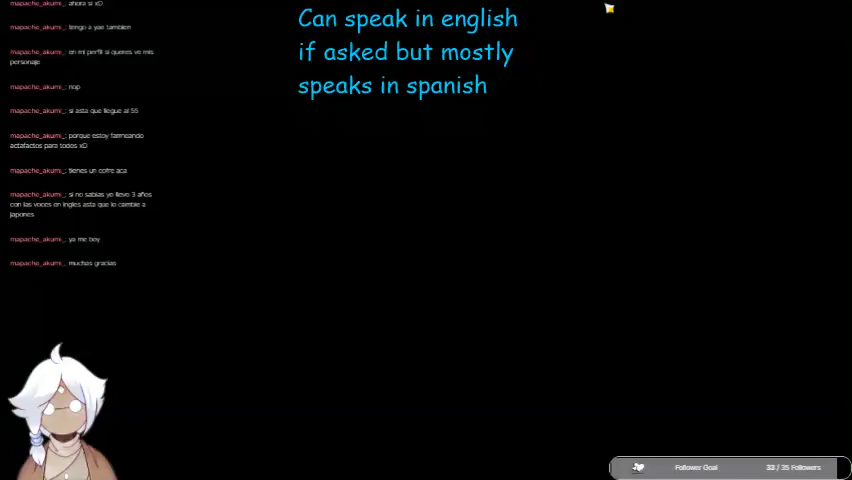 mapache_akumi_: ahora si xD
Can speak in english
if asked but mostly
speaks in spanish
mapache_akumi_: tengo a yae tambien
mapache_akumi_: en mi perfil si queres ve mis
personaje
mapache_akumi_: nop
mapache_akumi_: si asta que llegue al 55
mapache_akumi_: porque estoy farmeando
actafactos para todos xD
mapache_akumi_: tienes un cofre aca
mapache_akumi_: si no sabias yo llevo 3 años
con las voces en ingles asta que lo cambie a
japones
mapache_akumi_: ya me boy
mapache_akumi_: muchas gracias
Follower Goal 33 / 35 Followers